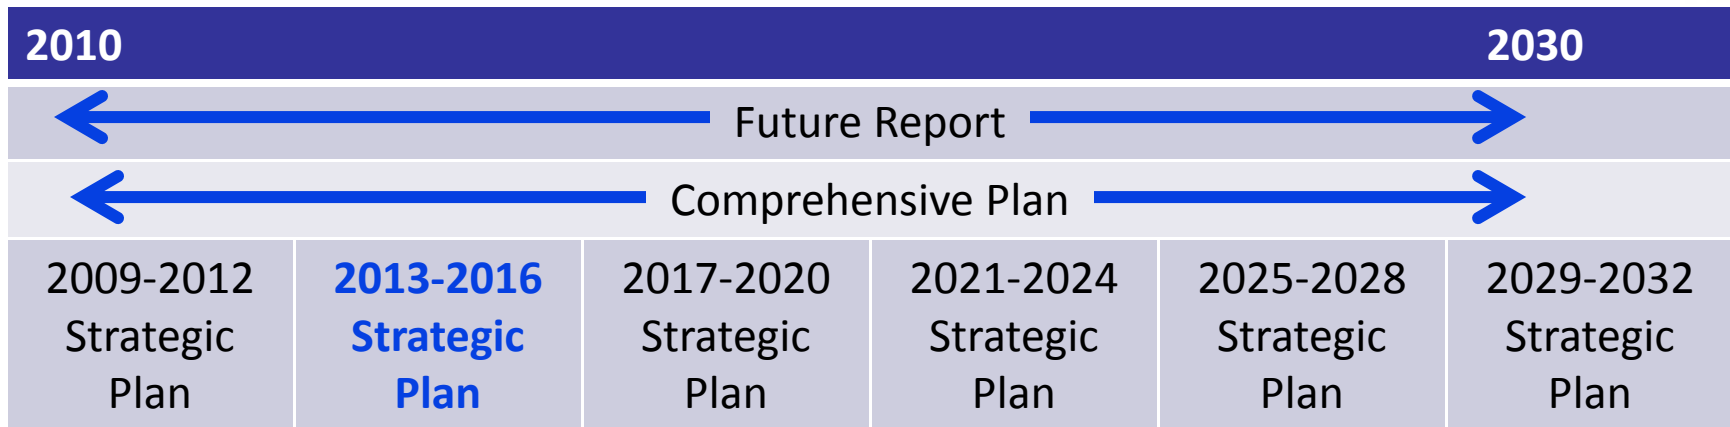 2010 2030
Future Report
Comprehensive Plan
2009-2012 Strategic Plan
2013-2016 Strategic Plan
2017-2020 Strategic Plan
2021-2024 Strategic Plan
2025-2028 Strategic Plan
2029-2032 Strategic Plan